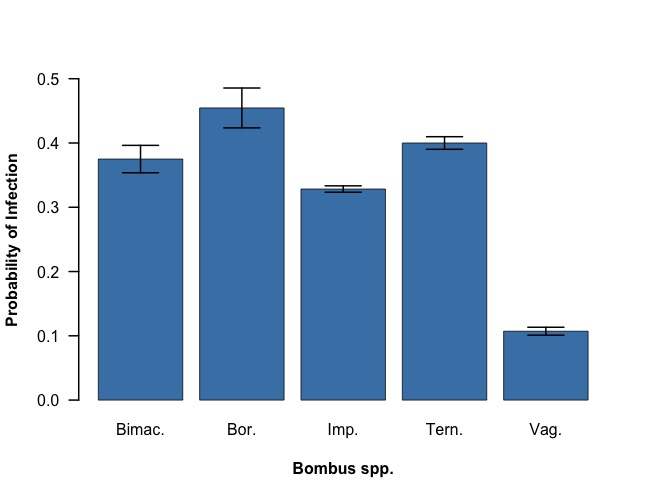 Probability of Infection
0.5
0.4
0.3
0.2
0.1
0.0
Bimac. Bor. Imp. Tern. Vag.
Bombus spp.